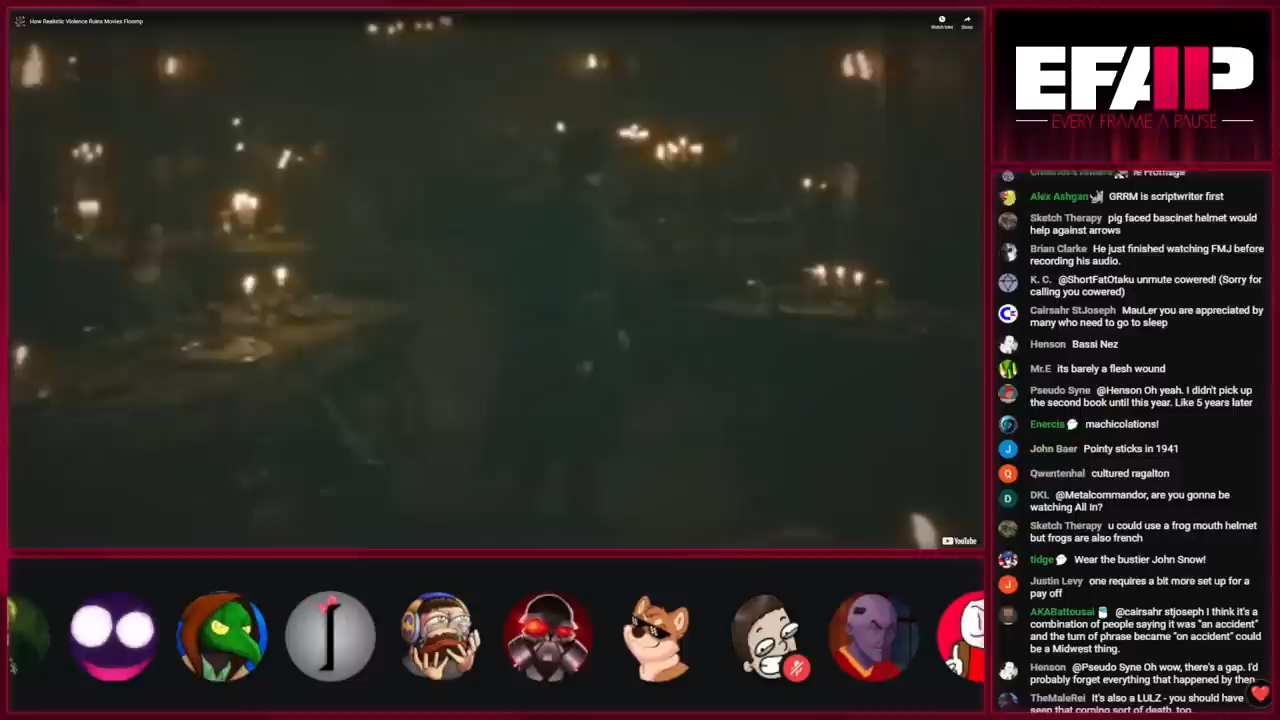 How Realistic Violence Ruins Movies Floomp
Watch later
Share
YouTube
EFAP
EVERY FRAME A PAUSE
Alex Ashgan GRRM is scriptwriter first
Sketch Therapy pig faced bascinet helmet would
help against arrows
Brian Clarke He just finished watching FMJ before
recording his audio.
K. C. @ShortFatOtaku unmute cowered! (Sorry for
calling you cowered)
Cairsahr StJoseph MauLer you are appreciated by
many who need to go to sleep
Henson Bassi Nez
Mr.E its barely a flesh wound
Pseudo Syne @Henson Oh yeah. I didn't pick up
the second book until this year. Like 5 years later
Enercis machicolations!
J John Baer Pointy sticks in 1941
Q Qwentenhal cultured ragalton
D DKL @Metalcommandor, are you gonna be
watching All In?
Sketch Therapy u could use a frog mouth helmet
but frogs are also french
tidge Wear the bustier John Snow!
J Justin Levy one requires a bit more set up for a
pay off
AKABattousai @cairsahr stjoseph I think it's a
combination of people saying it was "an accident"
and the turn of phrase became "on accident" could
be a Midwest thing.
Henson @Pseudo Syne Oh wow, there's a gap. I'd
probably forget everything that happened by then
TheMaleRei It's also a LULZ - you should have
seen that coming sort of death, too.